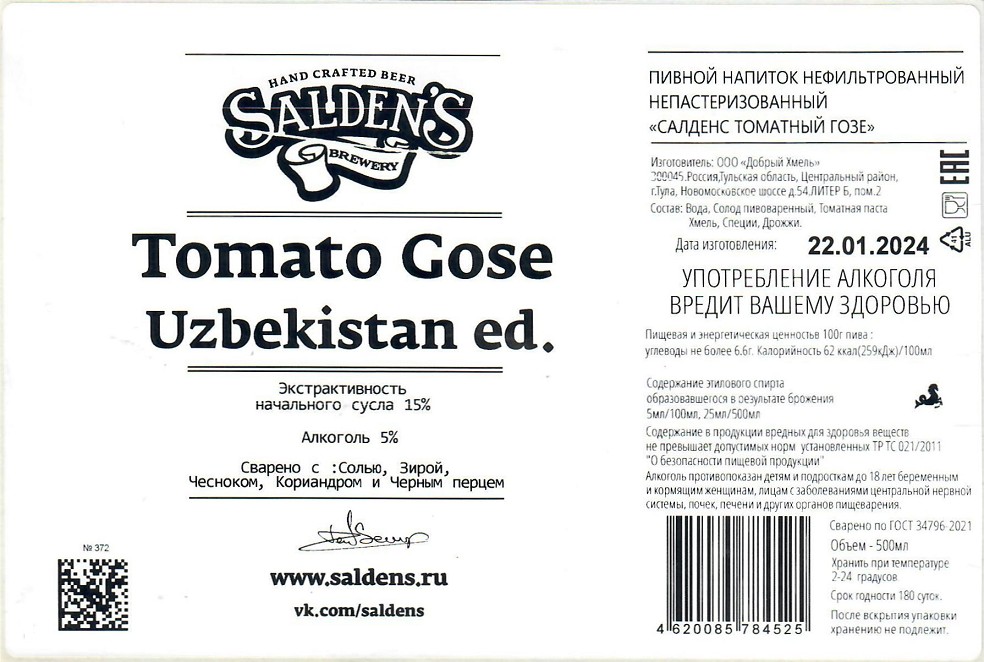 HAND CRAFTED BEER
SALDEN'S
BREWERY
Tomato Gose
Uzbekistan ed.
Экстрактивность
начального сусла 15%
Алкоголь 5%
Сварено с :Солью, Зирой,
Чесноком, Кориандром и Черным перцем
№ 372
www.saldens.ru
vk.com/saldens
ПИВНОЙ НАПИТОК НЕФИЛЬТРОВАННЫЙ
НЕПАСТЕРИЗОВАННЫЙ
«САЛДЕНС ТОМАТНЫЙ ГОЗЕ»
Изготовитель: ООО «Добрый Хмель»
300045.Россия,Тульская область, Центральный район,
г.Тула, Новомосковское шоссе д.54.ЛИТЕР Б, пом.2
Состав: Вода, Солод пивоваренный, Томатная паста
Хмель, Специи, Дрожжи.
EAC
Дата изготовления: 22.01.2024
41
ALU
УПОТРЕБЛЕНИЕ АЛКОГОЛЯ
ВРЕДИТ ВАШЕМУ ЗДОРОВЬЮ
Пищевая и энергетическая ценностьв 100г пива :
углеводы не более 6.6г. Калорийность 62 ккал(259кДж)/100мл
Содержание этилового спирта
образовавшегося в результате брожения
5мл/100мл, 25мл/500мл
Содержание в продукции вредных для здоровья веществ
не превышает допустимых норм установленных ТР ТС 021/2011
"О безопасности пищевой продукции"
Алкоголь противопоказан детям и подросткам до 18 лет беременным
и кормящим женщинам, лицам с заболеваниями центральной нервной
системы, почек, печени и других органов пищеварения.
Сварено по ГОСТ 34796-2021
Объем - 500мл
Хранить при температуре
2-24 градусов
Срок годности 180 суток.
После вскрытия упаковки
хранению не подлежит.
4 620085 784525